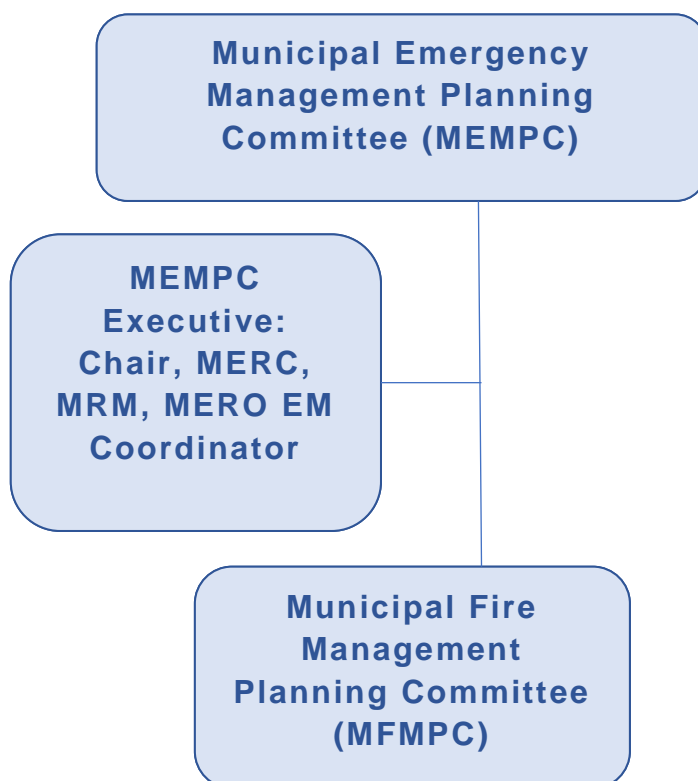 Municipal Emergency
Management Planning
Committee (MEMPC)
MEMPC
Executive:
Chair, MERC,
MRM, MERO EM
Coordinator
Municipal Fire
Management
Planning Committee
(MFMPC)